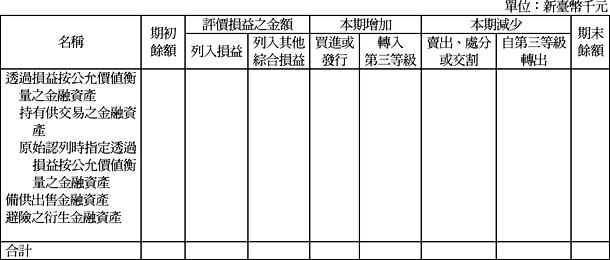 單位：新臺幣千元
名稱
期初
餘額
評價損益之金額
本期增加
本期減少
期末
餘額
列入損益
列入其他
綜合損益
買進或
發行
轉入
第三等級
賣出、處分
或交割
自第三等級
轉出
透過損益按公允價值衡
量之金融資產
持有供交易之金融資
產
原始認列時指定透過
損益按公允價值衡
量之金融資產
備供出售金融資產
避險之衍生金融資產
合計